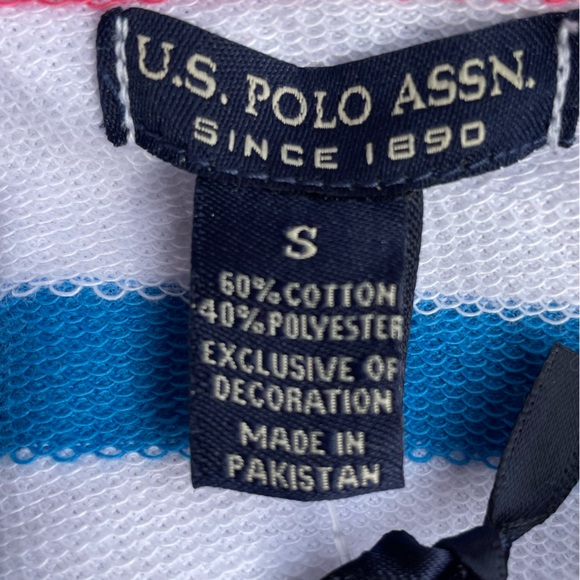 U.S. POLO ASSN.
SINCE 1890
S
60% COTTON
40% POLYESTER
EXCLUSIVE OF
DECORATION
MADE IN
PAKISTAN